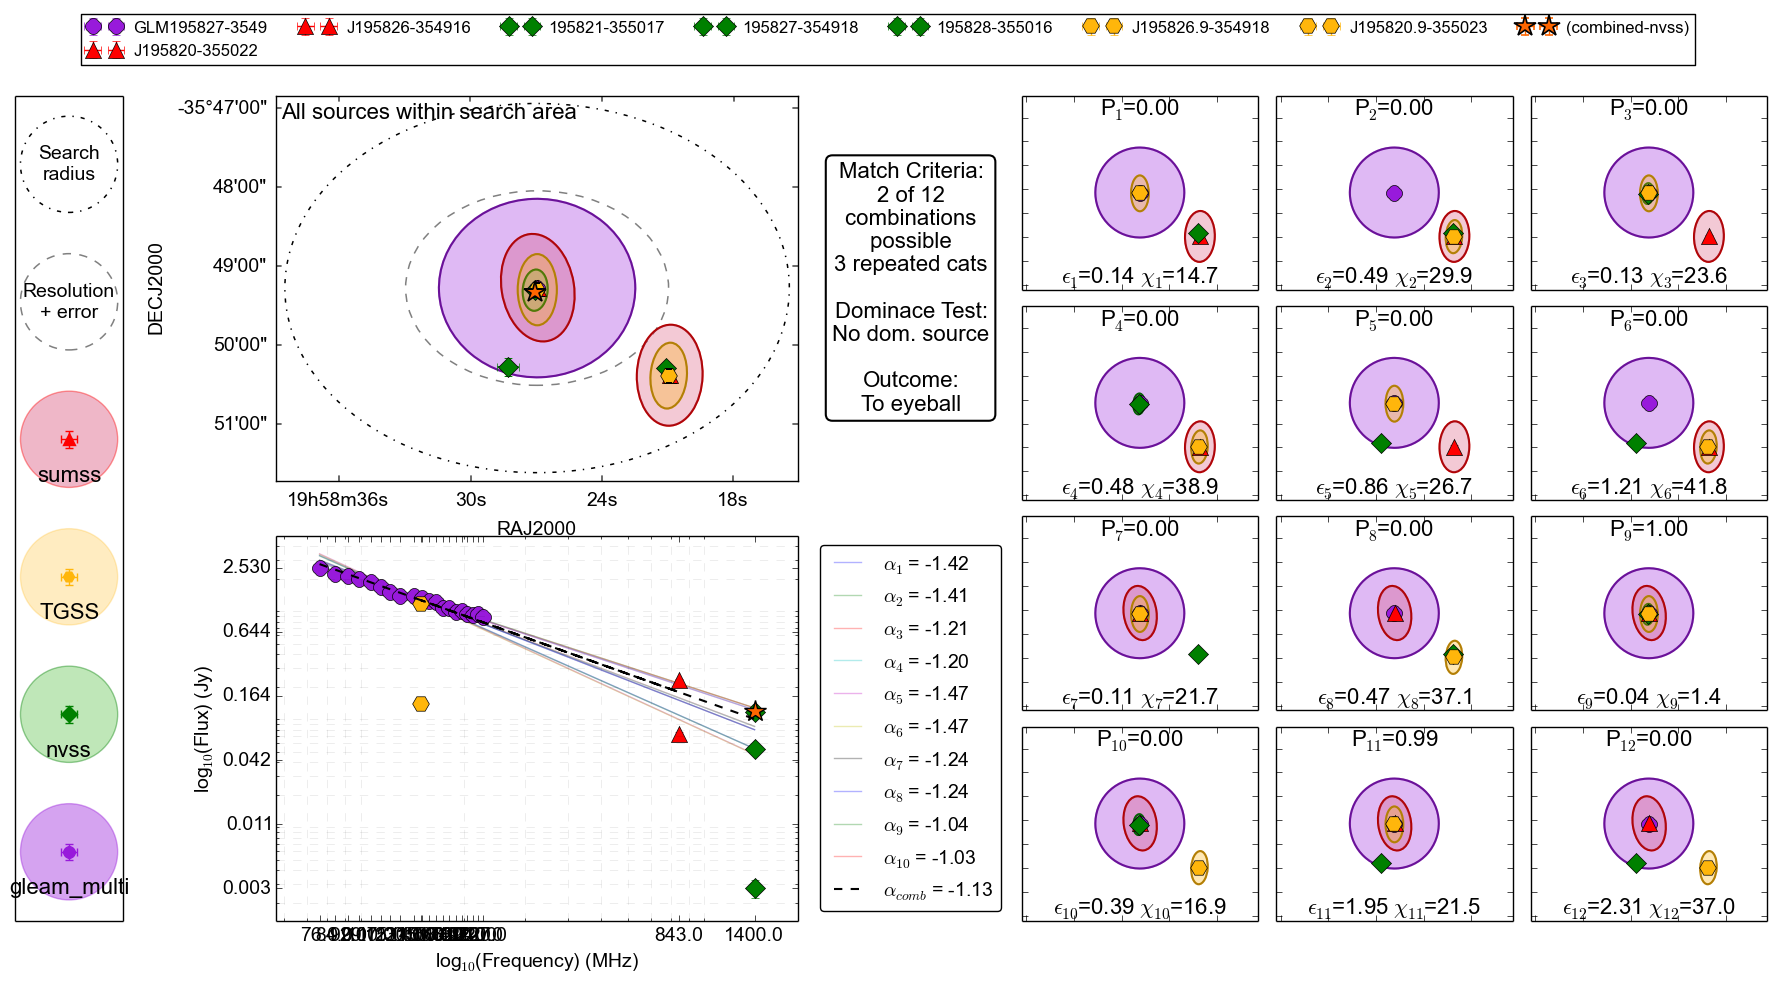 GLM195827-3549 J195826-354916 195821-355017 195827-354918 195828-355016 J195826.9-354918 J195820.9-355023 (combined-nvss)
J195820-355022
Search
radius
Resolution
+ error
sumss
TGSS
nvss
gleam_multi
All sources within search area
-35°47'00"
48'00"
49'00"
50'00"
51'00"
DECJ2000
19h58m36s 30s 24s 18s
RAJ2000
Match Criteria:
2 of 12
combinations
possible
3 repeated cats
Dominace Test:
No dom. source
Outcome:
To eyeball
2.530
0.644
0.164
0.042
0.011
0.003
log10(Flux) (Jy)
843.0 1400.0
log10(Frequency) (MHz)
α1 = -1.42
α2 = -1.41
α3 = -1.21
α4 = -1.20
α5 = -1.47
α6 = -1.47
α7 = -1.24
α8 = -1.24
α9 = -1.04
α10 = -1.03
αcomb = -1.13
P1=0.00
ϵ1=0.14 χ1=14.7
P2=0.00
ϵ2=0.49 χ2=29.9
P3=0.00
ϵ3=0.13 χ3=23.6
P4=0.00
ϵ4=0.48 χ4=38.9
P5=0.00
ϵ5=0.86 χ5=26.7
P6=0.00
ϵ6=1.21 χ6=41.8
P7=0.00
ϵ7=0.11 χ7=21.7
P8=0.00
ϵ8=0.47 χ8=37.1
P9=1.00
ϵ9=0.04 χ9=1.4
P10=0.00
ϵ10=0.39 χ10=16.9
P11=0.99
ϵ11=1.95 χ11=21.5
P12=0.00
ϵ12=2.31 χ12=37.0